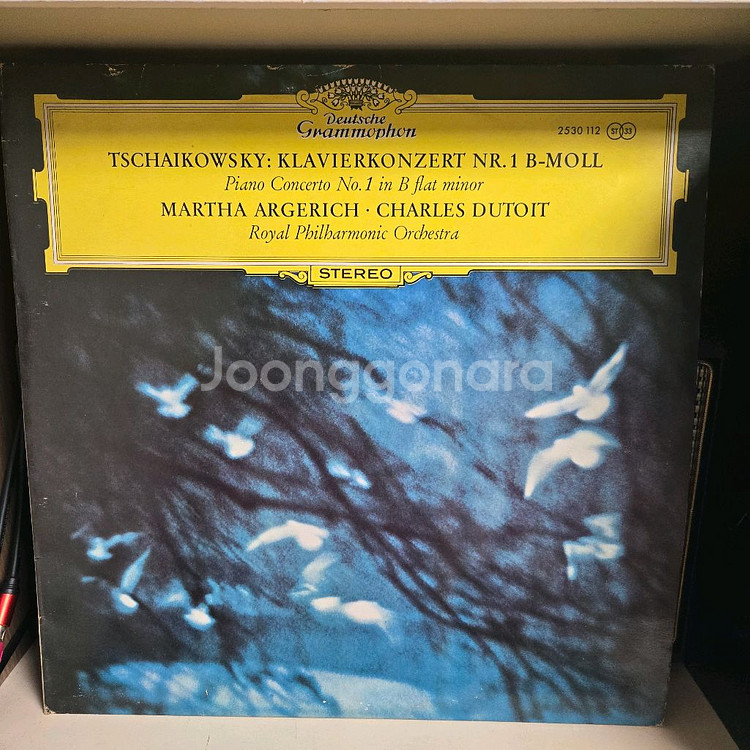 Deutsche
Grammophon
2530 112 ST 33
TSCHAIKOWSKY: KLAVIERKONZERT NR. 1 B-MOLL
Piano Concerto No. 1 in B flat minor
MARTHA ARGERICH · CHARLES DUTOIT
Royal Philharmonic Orchestra
STEREO
Joonggonara